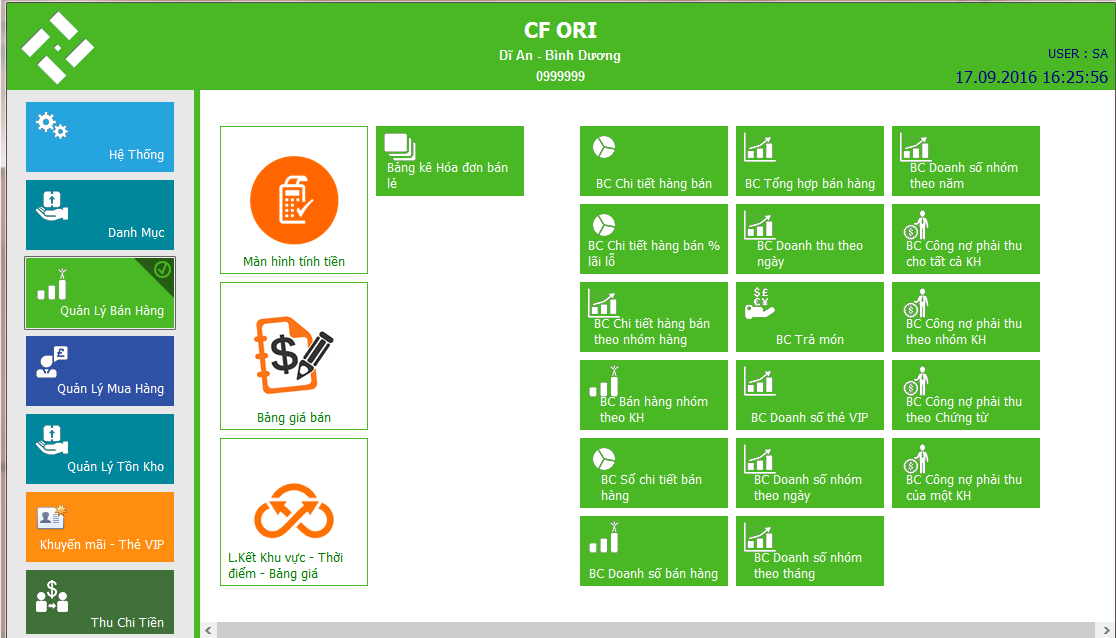 CF ORI
Dĩ An - Bình Dương
0999999
USER : SA
17.09.2016 16:25:56
Hệ Thống
Danh Mục
Quản Lý Bán Hàng
Quản Lý Mua Hàng
Quản Lý Tồn Kho
Khuyến mãi - Thẻ VIP
Thu Chi Tiền
Màn hình tính tiền
Bảng giá bán
L.Kết Khu vực - Thời
điểm - Bảng giá
Bảng kê Hóa đơn bán
lẻ
BC Chi tiết hàng bán
BC Chi tiết hàng bán %
lãi lỗ
BC Chi tiết hàng bán
theo nhóm hàng
BC Bán hàng nhóm
theo KH
BC Sổ chi tiết bán
hàng
BC Doanh số bán hàng
BC Tổng hợp bán hàng
BC Doanh thu theo
ngày
BC Trả món
BC Doanh số thẻ VIP
BC Doanh số nhóm
theo ngày
BC Doanh số nhóm
theo tháng
BC Doanh số nhóm
theo năm
BC Công nợ phải thu
cho tất cả KH
BC Công nợ phải thu
theo nhóm KH
BC Công nợ phải thu
theo Chứng từ
BC Công nợ phải thu
của một KH